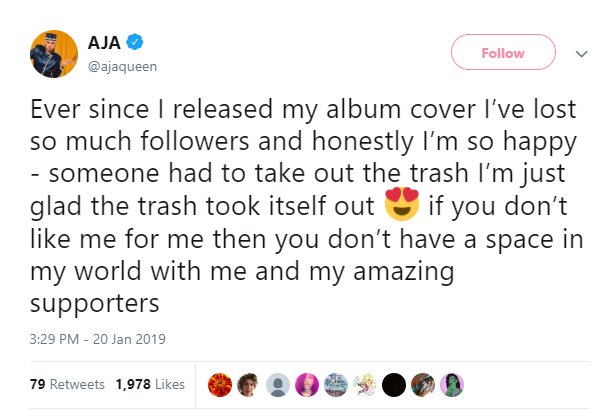 AJA
@ajaqueen
Follow
Ever since I released my album cover I’ve lost
so much followers and honestly I’m so happy
- someone had to take out the trash I’m just
glad the trash took itself out 😍 if you don’t
like me for me then you don’t have a space in
my world with me and my amazing
supporters
3:29 PM - 20 Jan 2019
79 Retweets 1,978 Likes